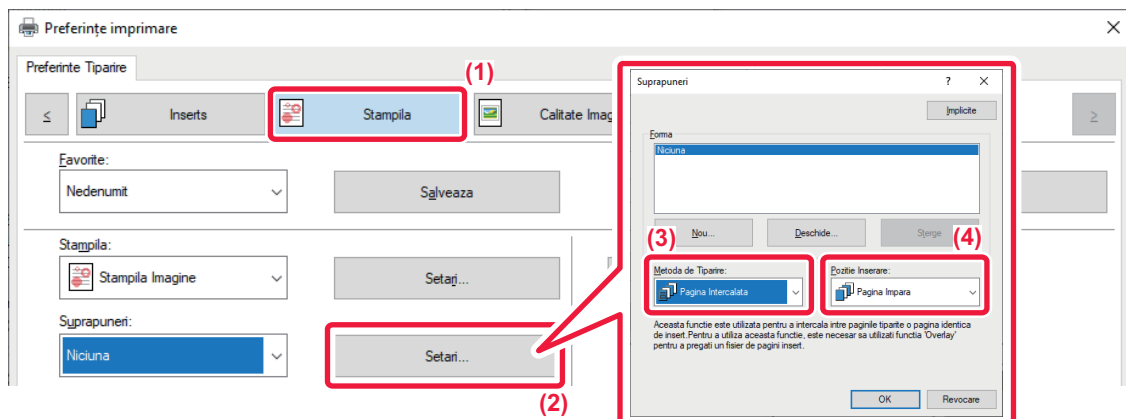 Preferințe imprimare
Preferinte Tiparire
(1)
<
Inserts
Stampila
Calitate Imag
>
Favorite:
Nedenumit
Salveaza
Stampila:
Stampila Imagine
Setari...
Suprapuneri:
Niciuna
Setari...
(2)
Suprapuneri
?
Implicite
Forma
Niciuna
Nou...
Deschide...
Sterge
(3)
(4)
Metoda de Tiparire:
Pozitie Inserare:
Pagina Intercalata
Pagina Impara
Aceasta functie este utilizata pentru a intercala intre paginile tiparite o pagina identica
de insert.Pentru a utiliza aceasta functie, este necesar sa utilizati functia 'Overlay'
pentru a pregati un fisier de pagini insert.
OK
Revocare